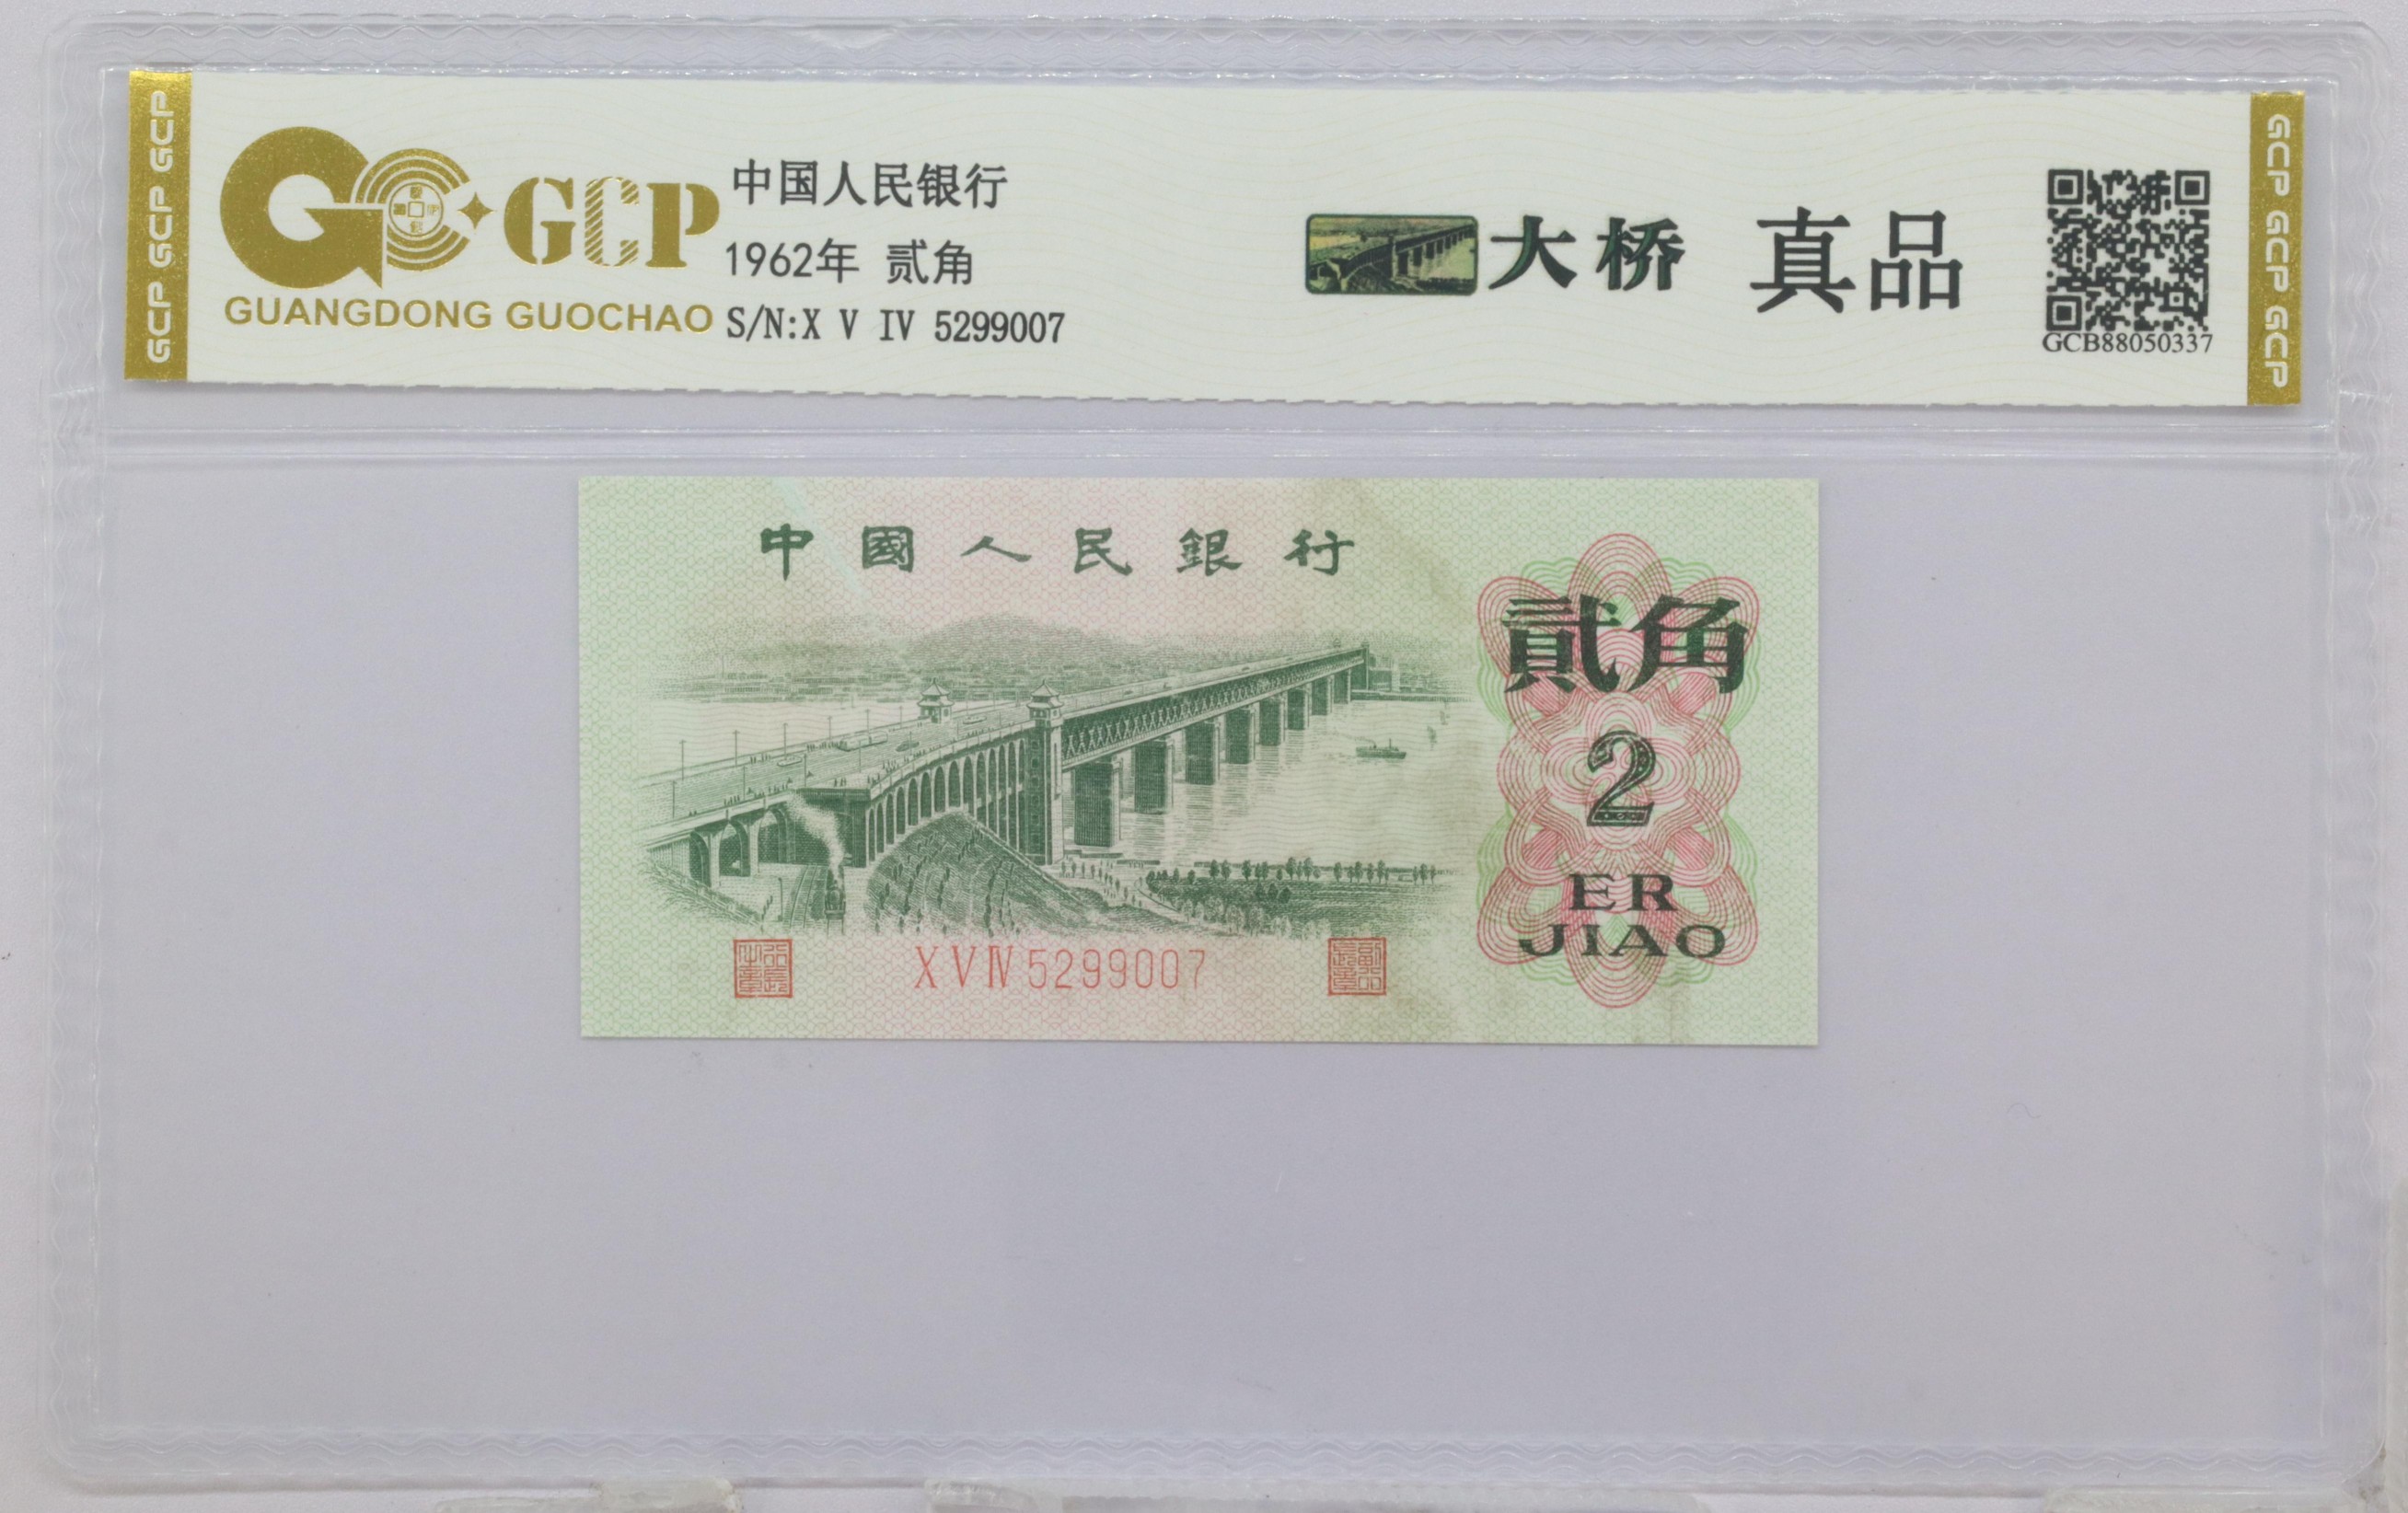 GCP GCP GCP
GCP
GUANGDONG GUOCHAO
中国人民银行
1962年 贰角
S/N:X V IV 5299007
大桥 真品
GCB88050337
GCP GCP GCP
中國人民銀行
貳角
2
ER
JIAO
X V IV 5299007